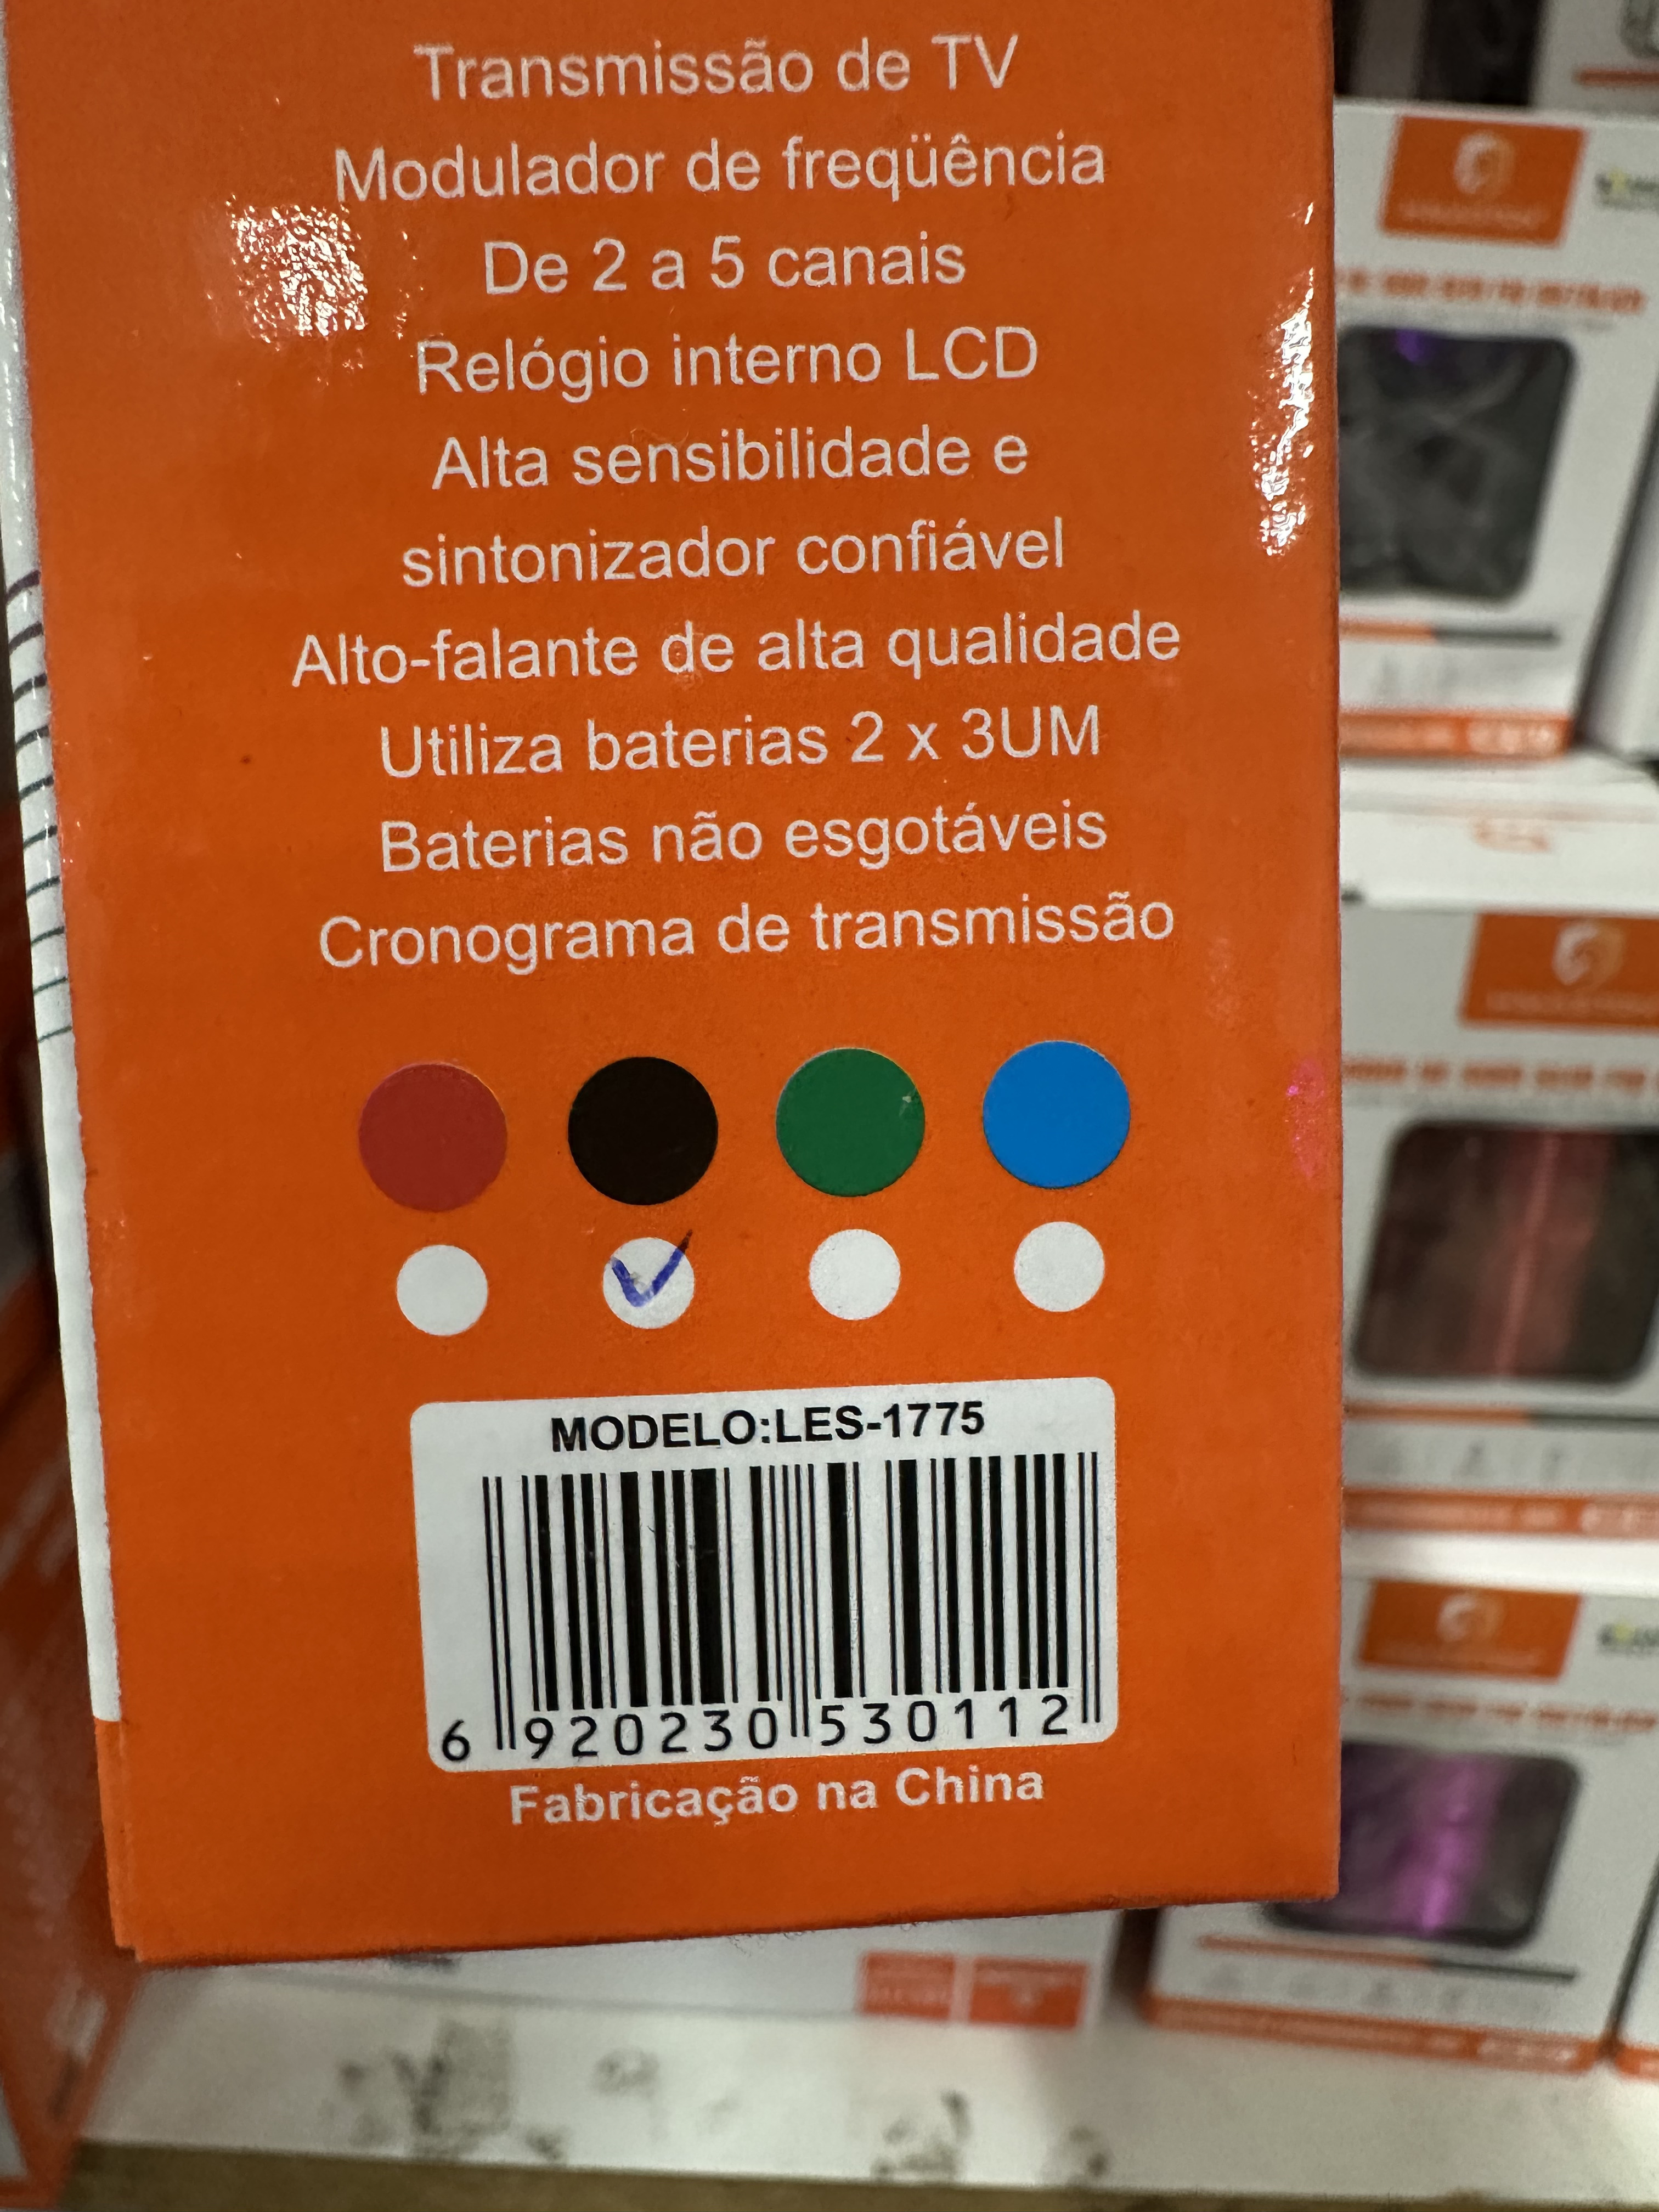 Transmissão de TV
Modulador de freqüência
De 2 a 5 canais
Relógio interno LCD
Alta sensibilidade e
sintonizador confiável
Alto-falante de alta qualidade
Utiliza baterias 2 x 3UM
Baterias não esgotáveis
Cronograma de transmissão
MODELO:LES-1775
6 920230 530112
Fabricação na China